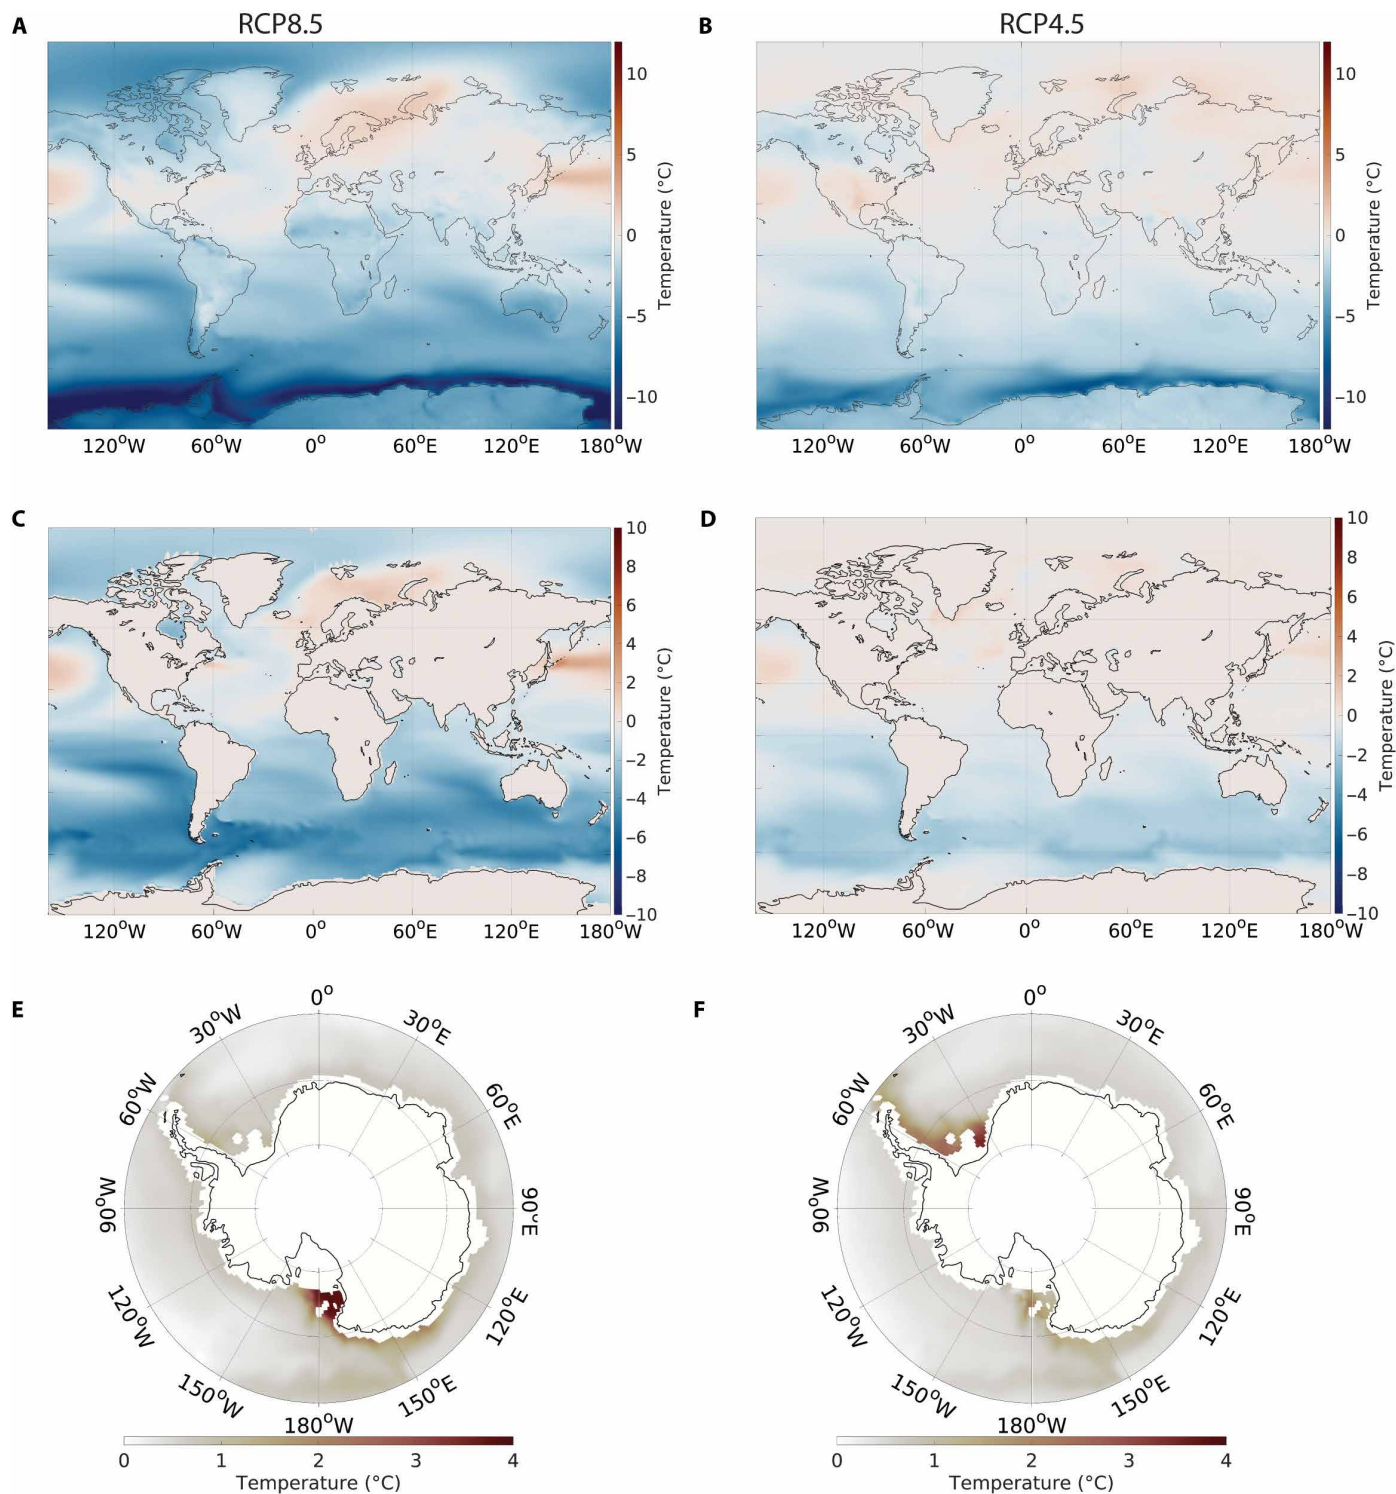 A RCP8.5 B RCP4.5
10 10
5 5
0 0
−5 −5
−10 −10
Temperature (°C) Temperature (°C)
120°W 60°W 0° 60°E 120°E 180°W 120°W 60°W 0° 60°E 120°E 180°W
C D
10 10
8 8
6 6
4 4
2 2
0 0
−2 −2
−4 −4
−6 −6
−8 −8
−10 −10
Temperature (°C) Temperature (°C)
120°W 60°W 0° 60°E 120°E 180°W 120°W 60°W 0° 60°E 120°E 180°W
E F
0° 0°
30°W 30°E 30°W 30°E
60°W 60°E 60°W 60°E
90°W 90°E 90°W 90°E
120°W 120°E 120°W 120°E
150°W 150°E 150°W 150°E
180°W 180°W
0 1 2 3 4 0 1 2 3 4
Temperature (°C) Temperature (°C)